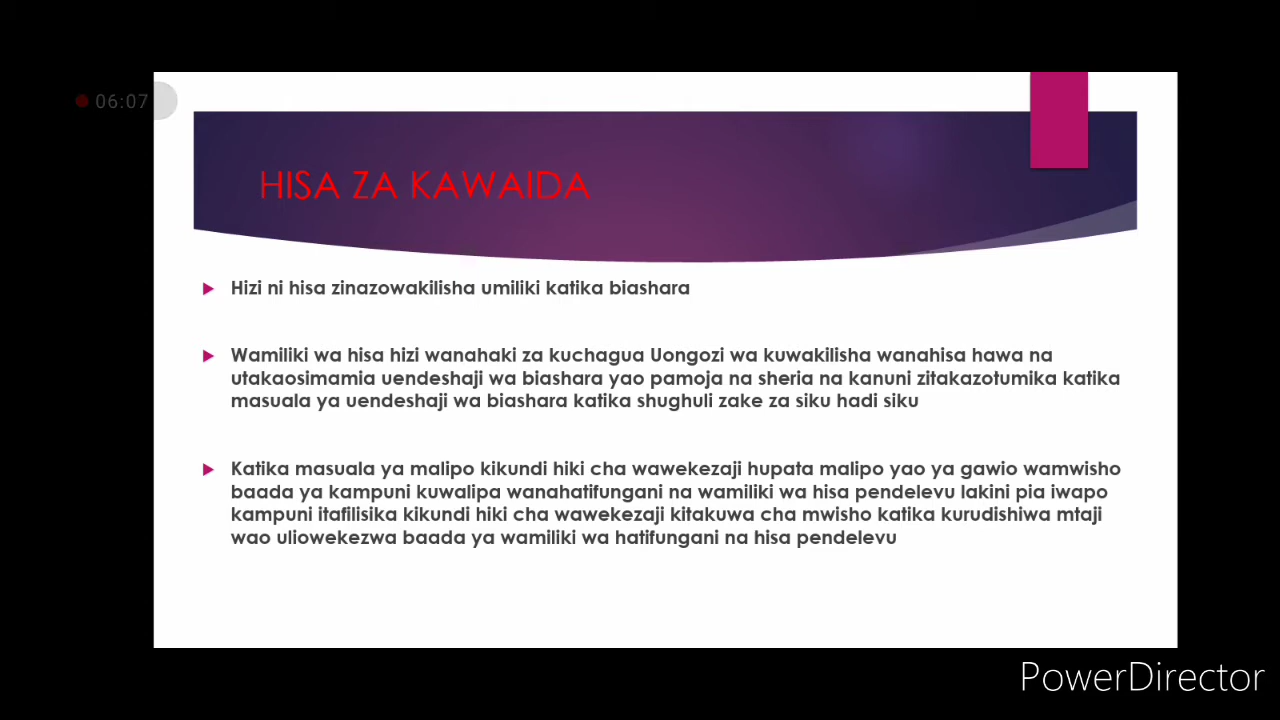 06:07
HISA ZA KAWAIDA
Hizi ni hisa zinazowakilisha umiliki katika biashara
Wamiliki wa hisa hizi wanahaki za kuchagua Uongozi wa kuwakilisha wanahisa hawa na
utakaosimamia uendeshaji wa biashara yao pamoja na sheria na kanuni zitakazotumika katika
masuala ya uendeshaji wa biashara katika shughuli zake za siku hadi siku
Katika masuala ya malipo kikundi hiki cha wawekezaji hupata malipo yao ya gawio wamwisho
baada ya kampuni kuwalipa wanahatifungani na wamiliki wa hisa pendelevu lakini pia iwapo
kampuni itafilisika kikundi hiki cha wawekezaji kitakuwa cha mwisho katika kurudishiwa mtaji
wao uliowekezwa baada ya wamiliki wa hatifungani na hisa pendelevu
PowerDirector